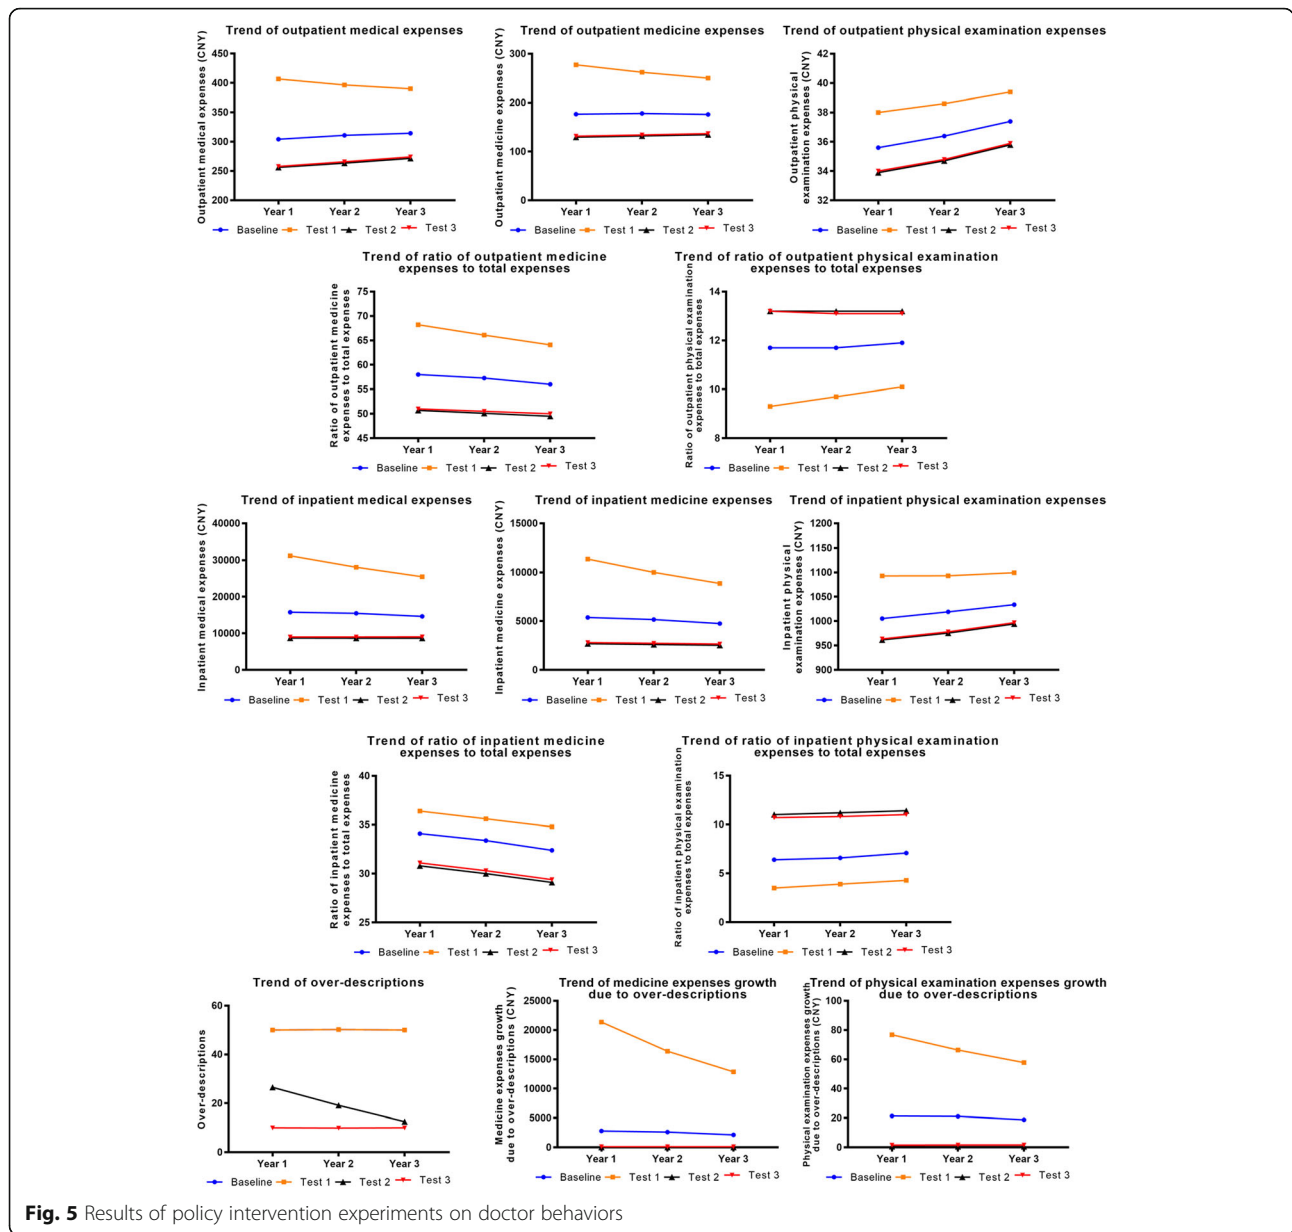 Trend of outpatient medical expenses
Outpatient medical expenses (CNY)
450
400
350
300
250
200
Year 1 Year 2 Year 3
Baseline Test 1 Test 2 Test 3
Trend of outpatient medicine expenses
Outpatient medicine expenses (CNY)
300
200
100
0
Year 1 Year 2 Year 3
Baseline Test 1 Test 2 Test 3
Trend of outpatient physical examination expenses
Outpatient physical
examination expenses (CNY)
42
40
38
36
34
32
Year 1 Year 2 Year 3
Baseline Test 1 Test 2 Test 3
Trend of ratio of outpatient medicine
expenses to total expenses
Ratio of outpatient medicine
expenses to total expenses
75
70
65
60
55
50
45
Year 1 Year 2 Year 3
Baseline Test 1 Test 2 Test 3
Trend of ratio of outpatient physical examination
expenses to total expenses
Ratio of outpatient physical examination
expenses to total expenses
14
12
10
8
Year 1 Year 2 Year 3
Baseline Test 1 Test 2 Test 3
Trend of inpatient medical expenses
Inpatient medical expenses (CNY)
40000
30000
20000
10000
0
Year 1 Year 2 Year 3
Baseline Test 1 Test 2 Test 3
Trend of inpatient medicine expenses
Inpatient medicine expenses (CNY)
15000
10000
5000
0
Year 1 Year 2 Year 3
Baseline Test 1 Test 2 Test 3
Trend of inpatient physical examination expenses
Inpatient physical
examination expenses (CNY)
1200
1150
1100
1050
1000
950
900
Year 1 Year 2 Year 3
Baseline Test 1 Test 2 Test 3
Trend of ratio of inpatient medicine
expenses to total expenses
Ratio of inpatient medicine
expenses to total expenses
40
35
30
25
Year 1 Year 2 Year 3
Baseline Test 1 Test 2 Test 3
Trend of ratio of inpatient physical examination
expenses to total expenses
Ratio of inpatient physical examination
expenses to total expenses
15
10
5
0
Year 1 Year 2 Year 3
Baseline Test 1 Test 2 Test 3
Trend of over-descriptions
Over-descriptions
60
40
20
0
Year 1 Year 2 Year 3
Baseline Test 1 Test 2 Test 3
Trend of medicine expenses growth
due to over-descriptions
Medicine expenses growth
due to over-descriptions (CNY)
25000
20000
15000
10000
5000
0
Year 1 Year 2 Year 3
Baseline Test 1 Test 2 Test 3
Trend of physical examination expenses growth
due to over-descriptions
Physical examination expenses growth
due to over-descriptions (CNY)
100
80
60
40
20
0
Year 1 Year 2 Year 3
Baseline Test 1 Test 2 Test 3
Fig. 5 Results of policy intervention experiments on doctor behaviors